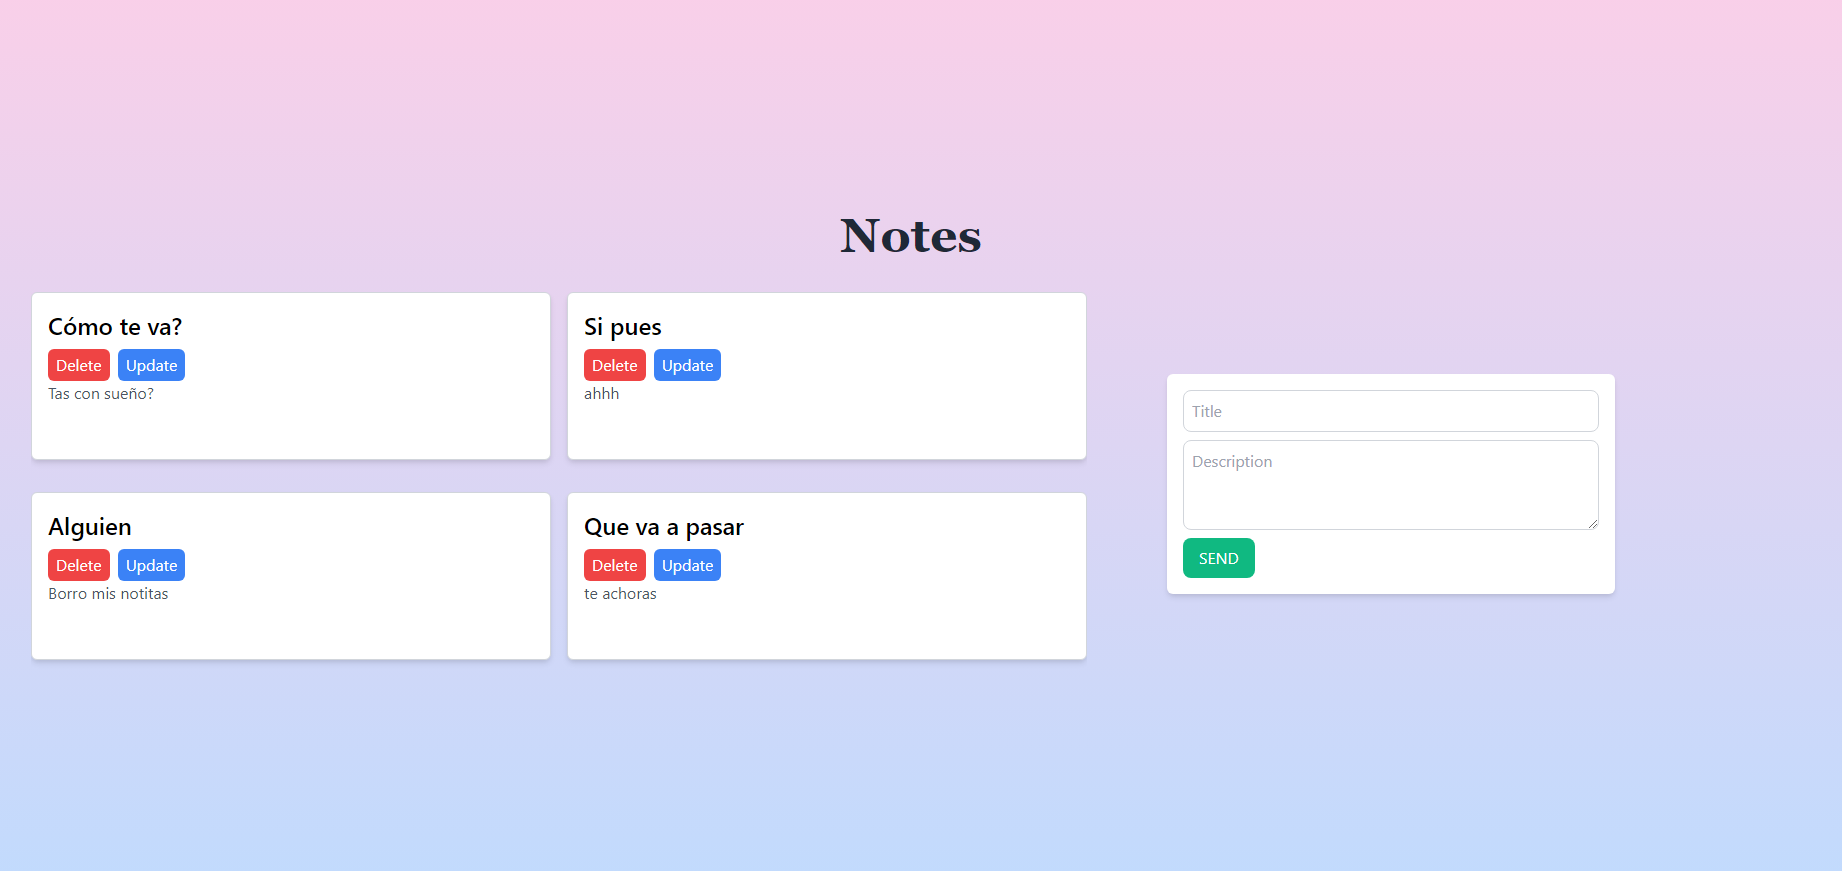 Notes
Cómo te va?
Delete Update
Tas con sueño?
Si pues
Delete Update
ahhh
Alguien
Delete Update
Borro mis notitas
Que va a pasar
Delete Update
te achoras
Title
Description
SEND